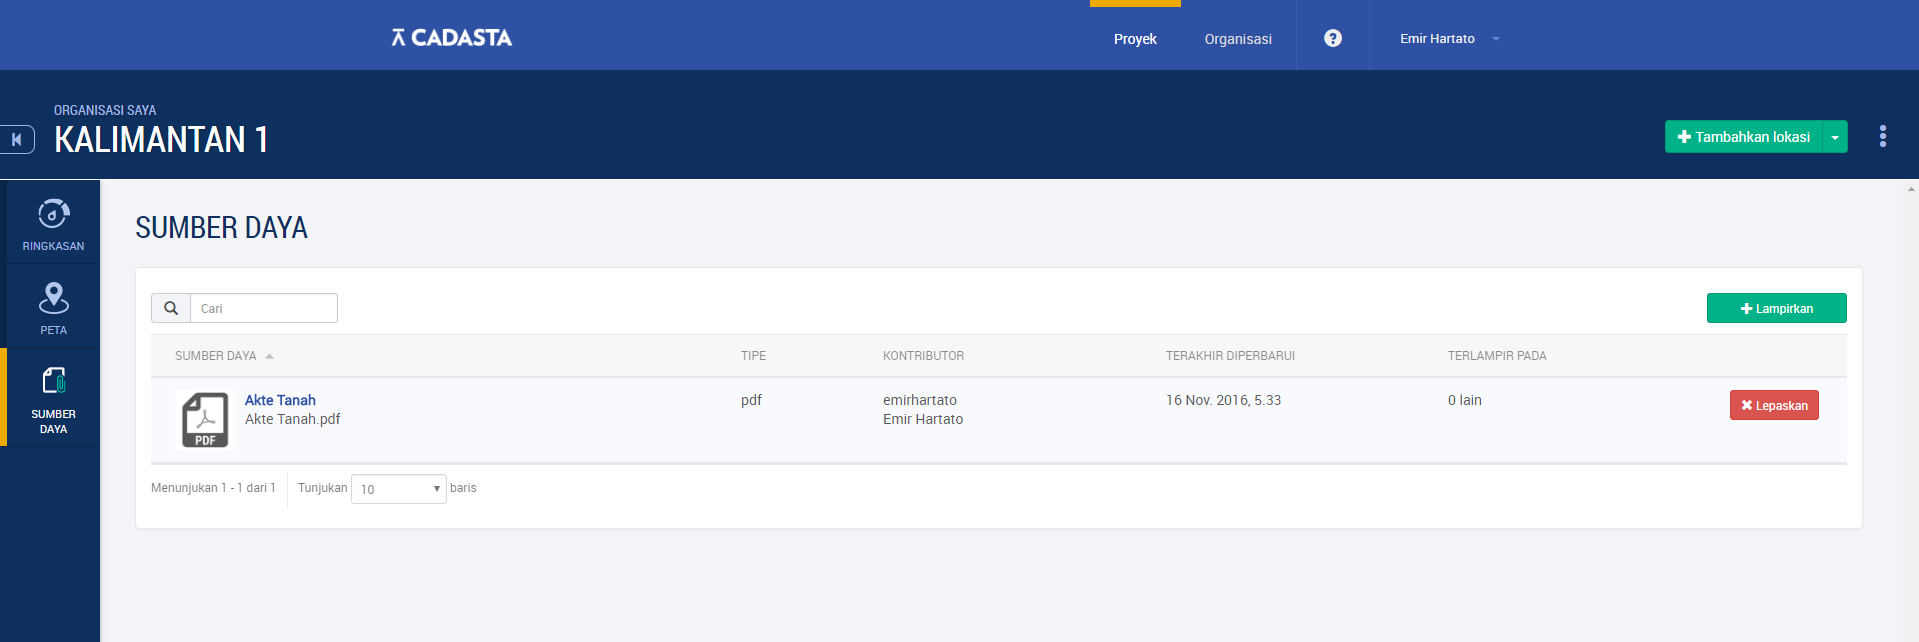 CADASTA
Proyek
Organisasi
?
Emir Hartato
ORGANISASI SAYA
KALIMANTAN 1
Tambahkan lokasi
RINGKASAN
PETA
SUMBER
DAYA
SUMBER DAYA
Cari
Lampirkan
SUMBER DAYA TIPE KONTRIBUTOR TERAKHIR DIPERBARUI TERLAMPIR PADA
PDF
Akte Tanah pdf emirhartato 16 Nov. 2016, 5.33 0 lain Lepaskan
Akte Tanah.pdf Emir Hartato
Menunjukan 1 - 1 dari 1 Tunjukan 10 baris